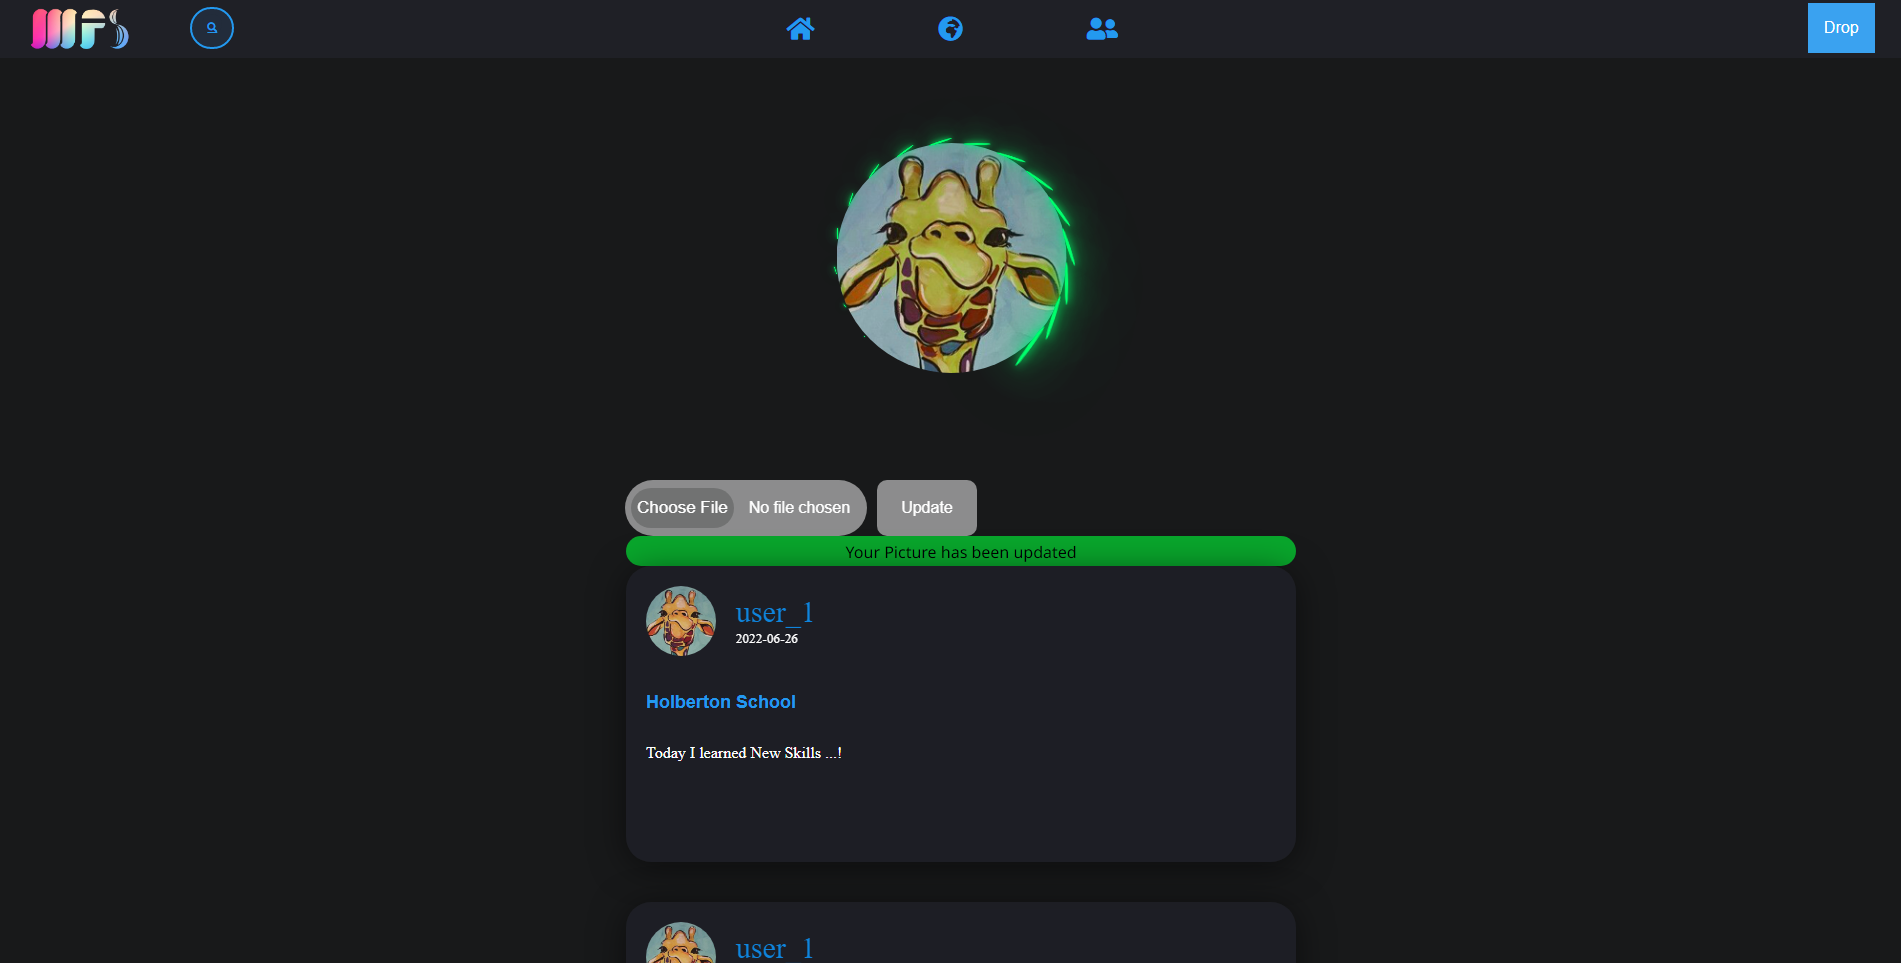 MFS
Drop
Choose File No file chosen Update
Your Picture has been updated
user_1
2022-06-26
Holberton School
Today I learned New Skills ...!
user_1